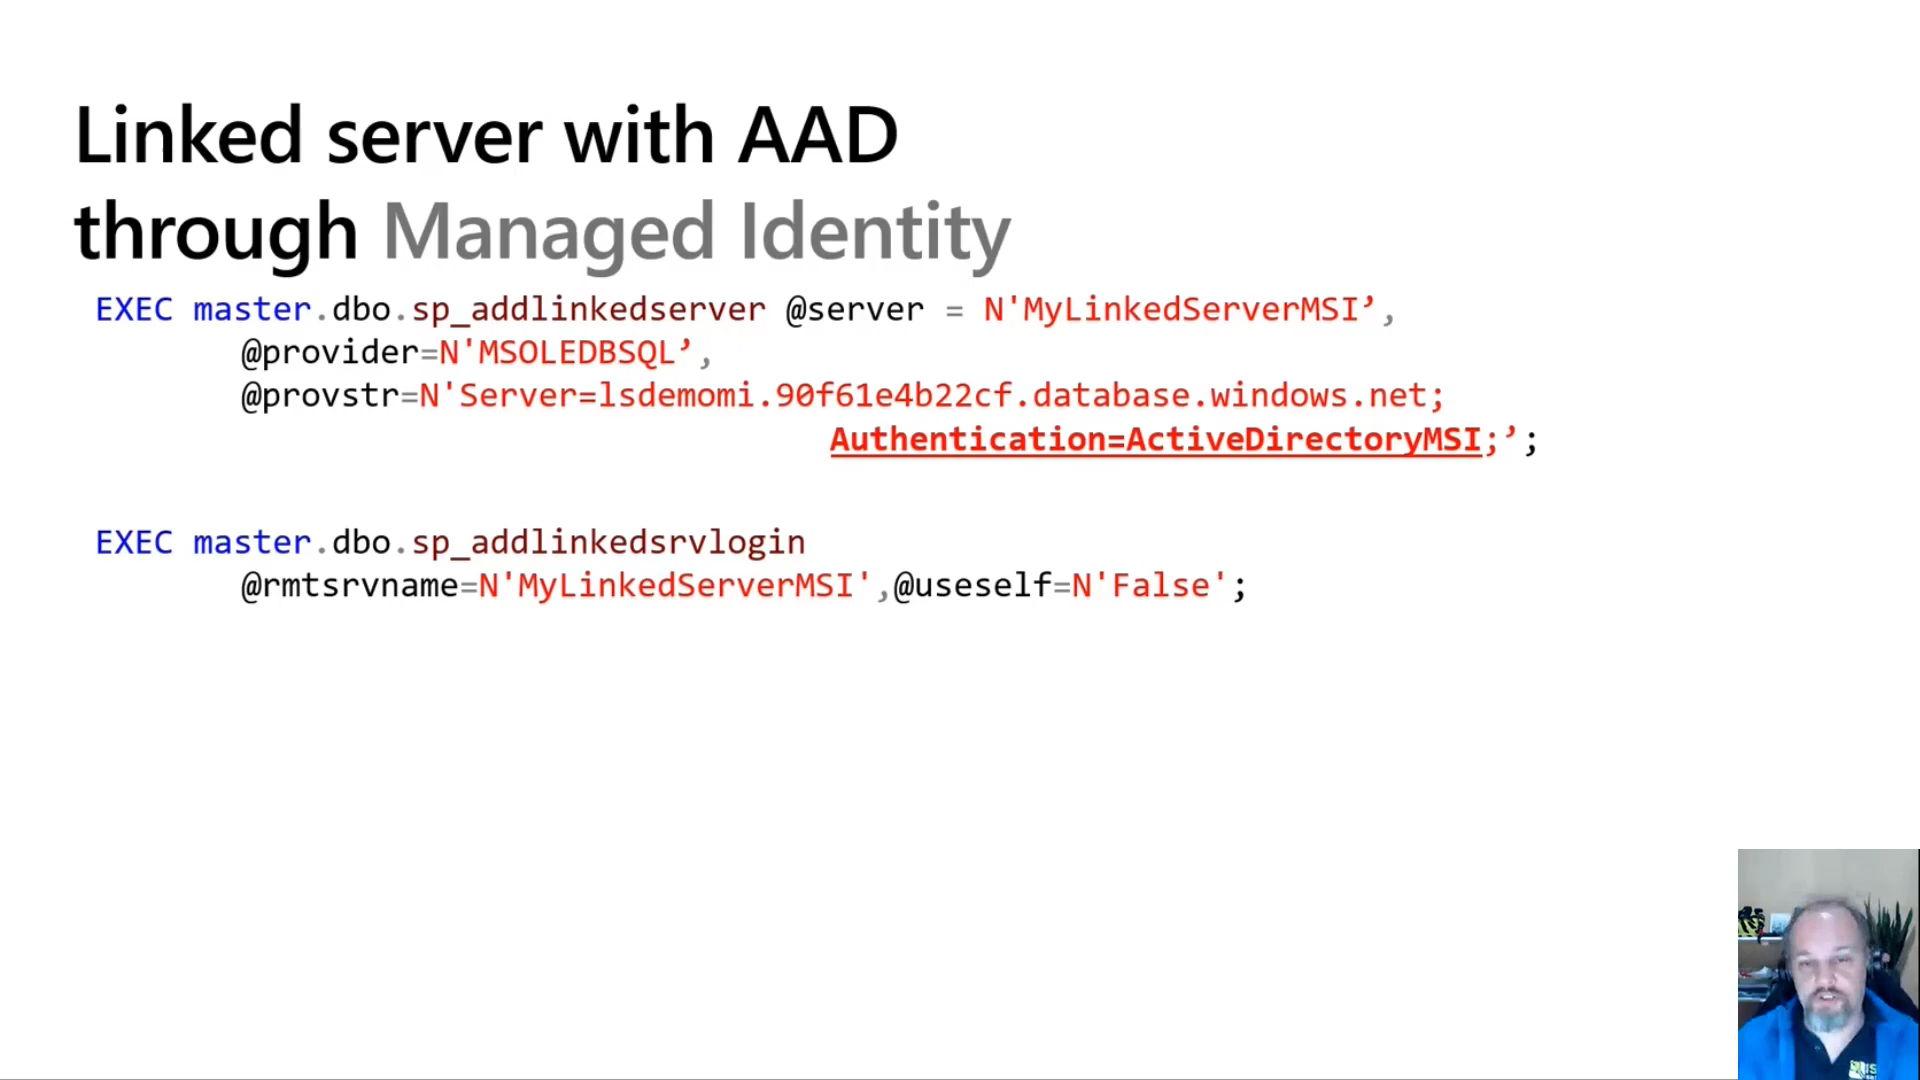 Linked server with AAD
through Managed Identity
EXEC master.dbo.sp_addlinkedserver @server = N'MyLinkedServerMSI’,
@provider=N'MSOLEDBSQL’,
@provstr=N'Server=lsdemomi.90f61e4b22cf.database.windows.net;
Authentication=ActiveDirectoryMSI;’;
EXEC master.dbo.sp_addlinkedsrvlogin
@rmtsrvname=N'MyLinkedServerMSI',@useself=N'False';